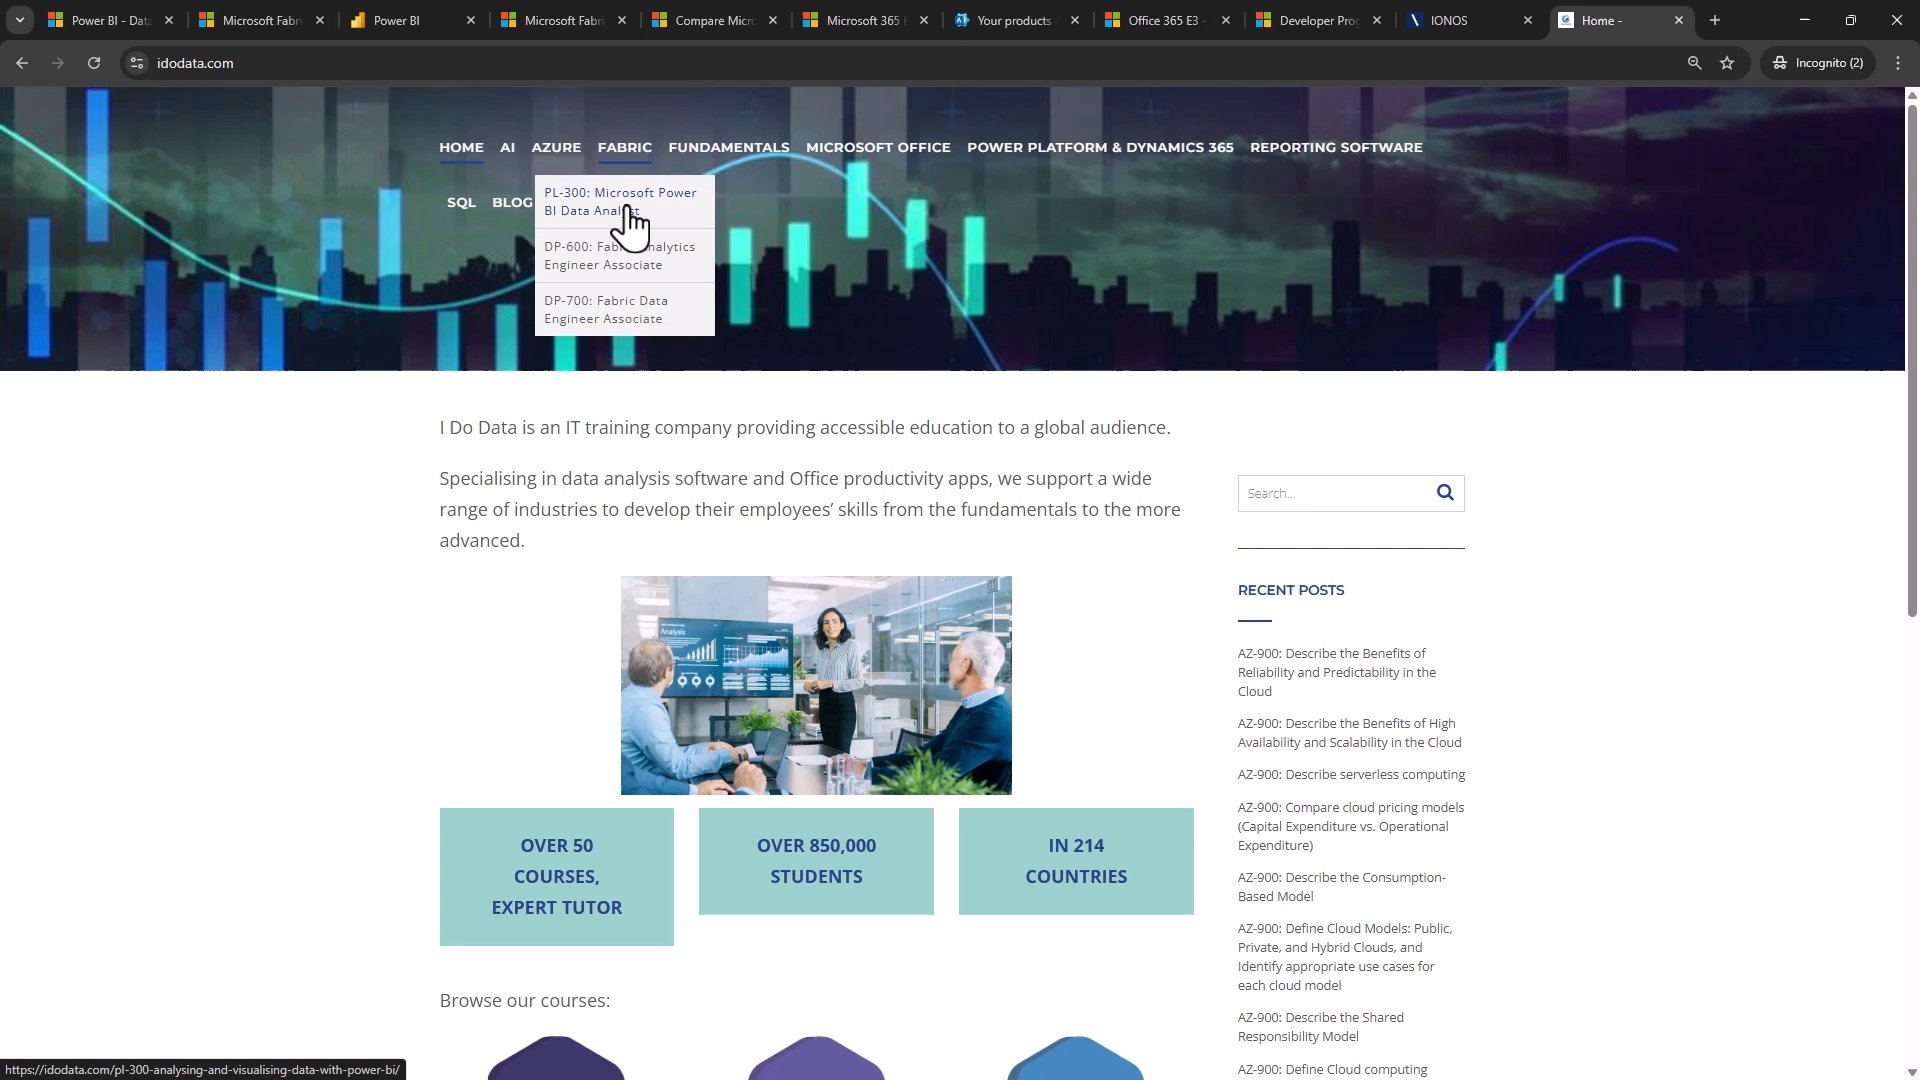 Power BI - Data
Microsoft Fabri
Power BI
Microsoft Fabri
Compare Micro
Microsoft 365 E
Your products
Office 365 E3 -
Developer Prog
IONOS
Home -
idodata.com
Incognito (2)
HOME AI AZURE FABRIC FUNDAMENTALS MICROSOFT OFFICE POWER PLATFORM & DYNAMICS 365 REPORTING SOFTWARE
SQL BLOG
PL-300: Microsoft Power
BI Data Analyst
DP-600: Fabric Analytics
Engineer Associate
DP-700: Fabric Data
Engineer Associate
I Do Data is an IT training company providing accessible education to a global audience.
Specialising in data analysis software and Office productivity apps, we support a wide
range of industries to develop their employees’ skills from the fundamentals to the more
advanced.
Analysis
OVER 50
COURSES,
EXPERT TUTOR
OVER 850,000
STUDENTS
IN 214
COUNTRIES
Browse our courses:
Search...
RECENT POSTS
AZ-900: Describe the Benefits of
Reliability and Predictability in the
Cloud
AZ-900: Describe the Benefits of High
Availability and Scalability in the Cloud
AZ-900: Describe serverless computing
AZ-900: Compare cloud pricing models
(Capital Expenditure vs. Operational
Expenditure)
AZ-900: Describe the Consumption-
Based Model
AZ-900: Define Cloud Models: Public,
Private, and Hybrid Clouds, and
Identify appropriate use cases for
each cloud model
AZ-900: Describe the Shared
Responsibility Model
AZ-900: Define Cloud computing
https://idodata.com/pl-300-analysing-and-visualising-data-with-power-bi/